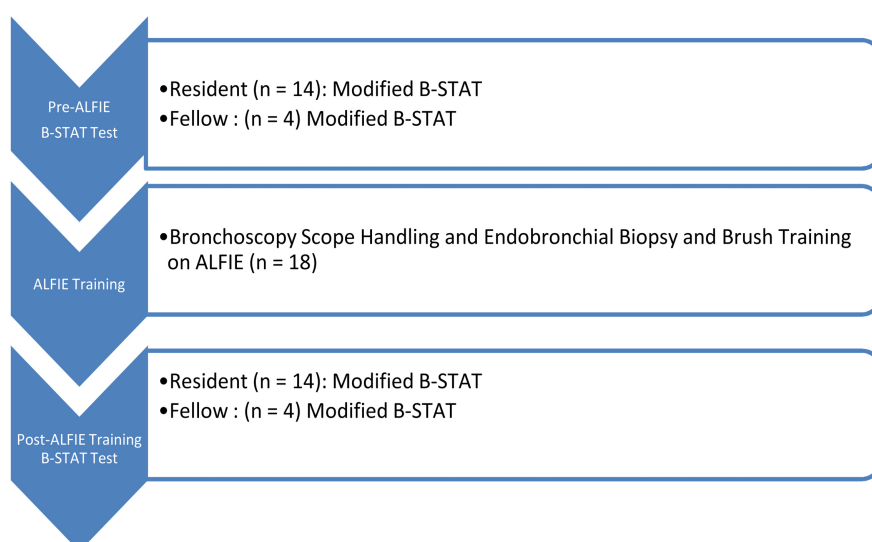 Pre-ALFIE
B-STAT Test
•Resident (n = 14): Modified B-STAT
•Fellow : (n = 4) Modified B-STAT
ALFIE Training
•Bronchoscopy Scope Handling and Endobronchial Biopsy and Brush Training
on ALFIE (n = 18)
Post-ALFIE Training
B-STAT Test
•Resident (n = 14): Modified B-STAT
•Fellow : (n = 4) Modified B-STAT